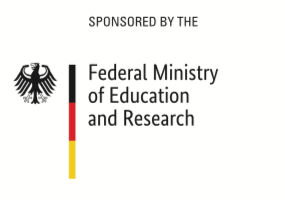 SPONSORED BY THE
Federal Ministry
of Education
and Research